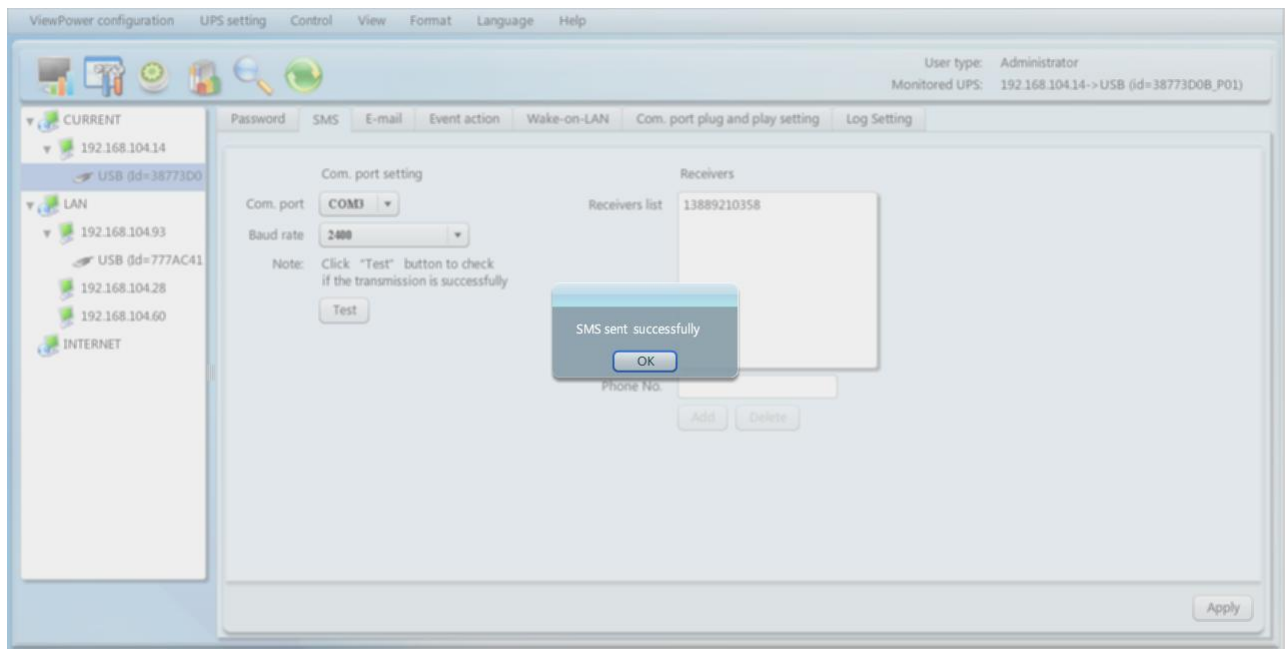 ViewPower configuration UPS setting Control View Format Language Help
User type: Administrator
Monitored UPS: 192.168.104.14->USB (id=38773D0B_P01)
CURRENT
192.168.104.14
USB (Id=38773D0
LAN
192.168.104.93
USB (Id=777AC41
192.168.104.28
192.168.104.60
INTERNET
Password SMS E-mail Event action Wake-on-LAN Com. port plug and play setting Log Setting
Com. port setting
Com. port COM3
Baud rate 2400
Note: Click "Test" button to check
if the transmission is successfully
Test
Receivers
Receivers list 13889210358
SMS sent successfully
OK
Phone No.
Add Delete
Apply